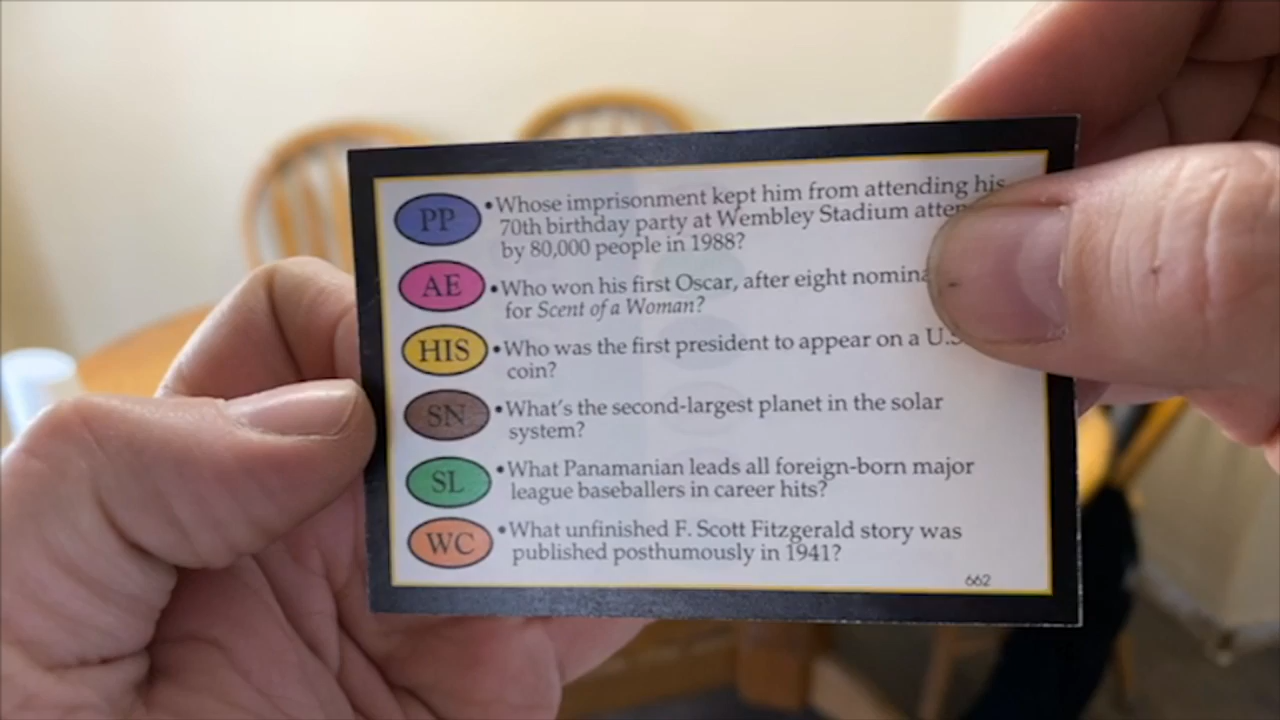 PP •Whose imprisonment kept him from attending his
70th birthday party at Wembley Stadium
by 80,000 people in 1988?
AE •Who won his first Oscar, after eight
for Scent of a Woman?
HIS •Who was the first president to appear on a
coin?
SN •What's the second-largest planet in the solar
system?
SL •What Panamanian leads all foreign-born major
league baseballers in career hits?
WC •What unfinished F. Scott Fitzgerald story was
published posthumously in 1941?
662